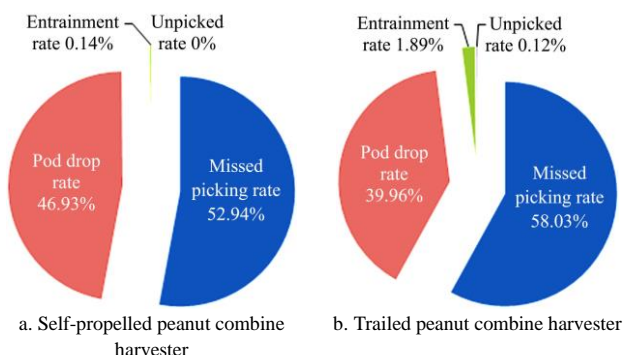 Entrainment
rate 0.14%
Unpicked
rate 0%
Pod drop
rate
46.93%
Missed
picking rate
52.94%
a. Self-propelled peanut combine
harvester
Entrainment
rate 1.89%
Unpicked
rate 0.12%
Pod drop
rate
39.96%
Missed
picking rate
58.03%
b. Trailed peanut combine harvester